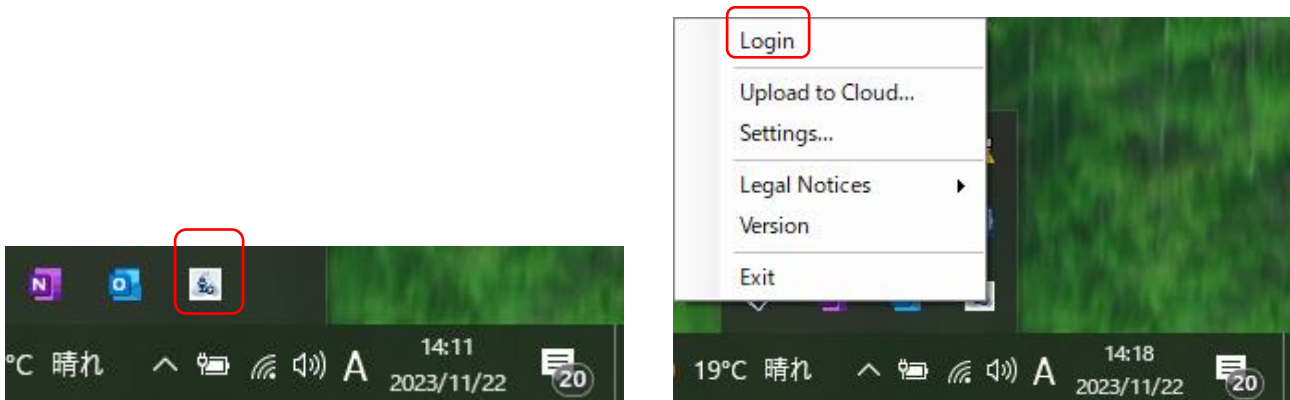 N
O
°C 晴れ
A
14:11
2023/11/22
20
Login
Upload to Cloud...
Settings...
Legal Notices
Version
Exit
19°C 晴れ
A
14:18
2023/11/22
20